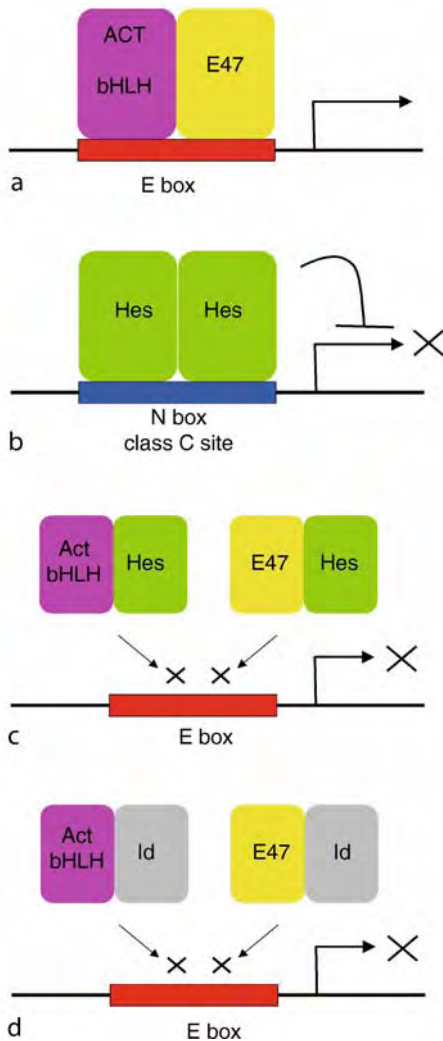 ACT
bHLH
E47
E box
a
Hes
Hes
N box
class C site
b
Act
bHLH
Hes
E47
Hes
E box
c
Act
bHLH
Id
E47
Id
E box
d